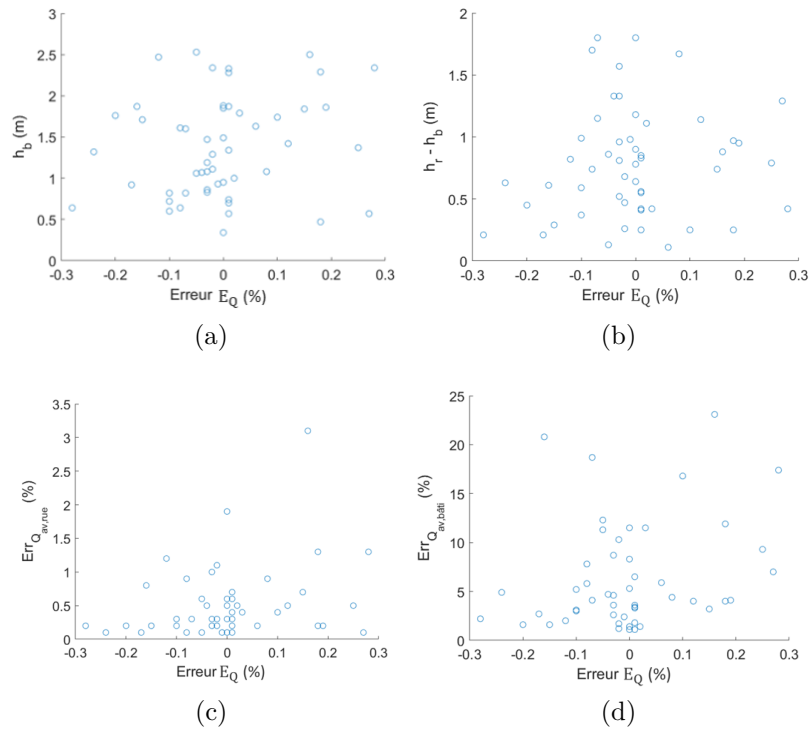 3
2.5
2
1.5
1
0.5
0
h_b (m)
-0.3 -0.2 -0.1 0 0.1 0.2 0.3
Erreur E_Q (%)
(a)
2
1.5
1
0.5
0
h_r - h_b (m)
-0.3 -0.2 -0.1 0 0.1 0.2 0.3
Erreur E_Q (%)
(b)
3.5
3
2.5
2
1.5
1
0.5
0
Err_Q_av,rue (%)
-0.3 -0.2 -0.1 0 0.1 0.2 0.3
Erreur E_Q (%)
(c)
25
20
15
10
5
0
Err_Q_av,bâti (%)
-0.3 -0.2 -0.1 0 0.1 0.2 0.3
Erreur E_Q (%)
(d)